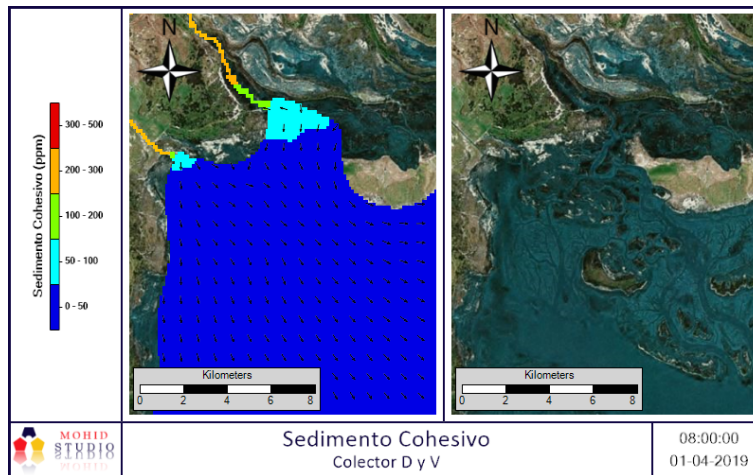 Sedimento Cohesivo (ppm)
300 - 500
200 - 300
100 - 200
50 - 100
0 - 50
N
Kilometers
0 2 4 6 8
N
Kilometers
0 2 4 6 8
MOHID
STUDIO
Sedimento Cohesivo
Colector D y V
08:00:00
01-04-2019